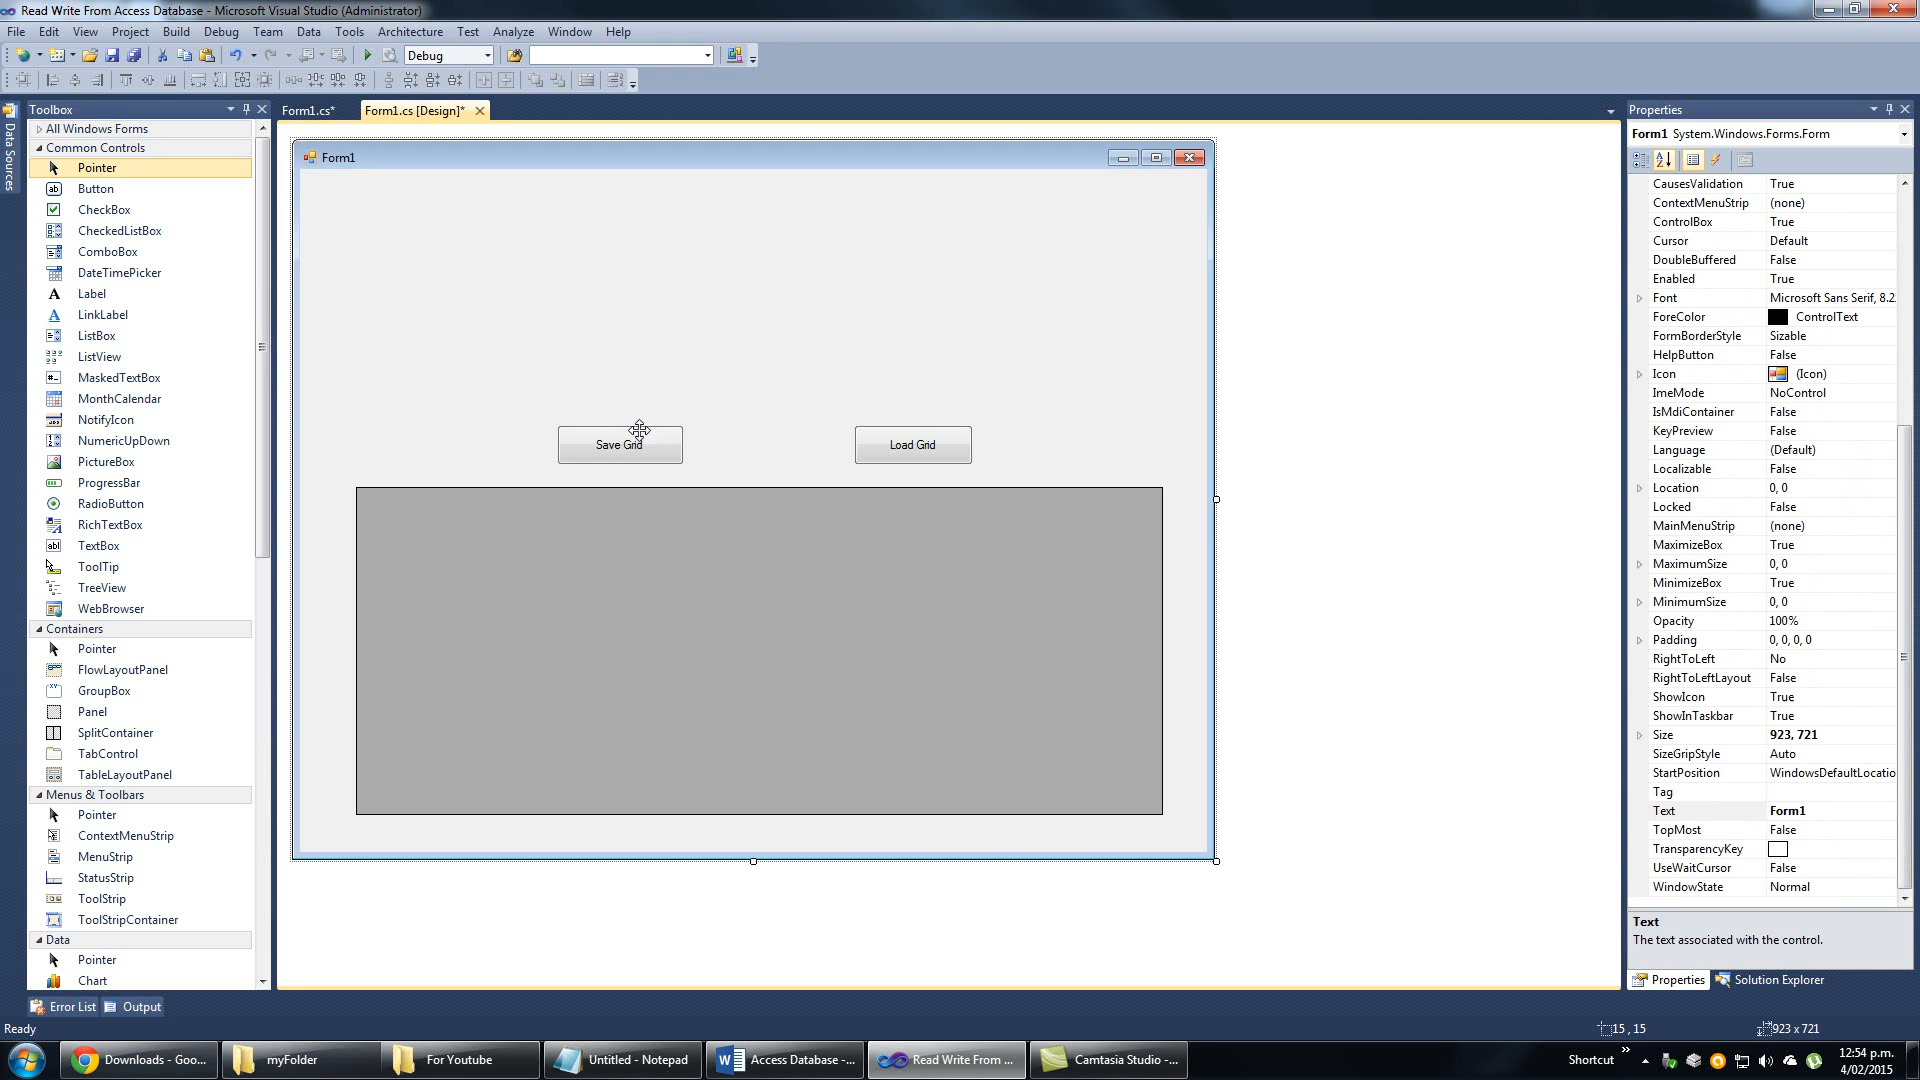 Read Write From Access Database - Microsoft Visual Studio (Administrator)
File Edit View Project Build Debug Team Data Tools Architecture Test Analyze Window Help
Debug
Toolbox
Form1.cs*
Form1.cs [Design]*
Properties
Data Sources
All Windows Forms
Common Controls
Pointer
Button
CheckBox
CheckedListBox
ComboBox
DateTimePicker
Label
LinkLabel
ListBox
ListView
MaskedTextBox
MonthCalendar
NotifyIcon
NumericUpDown
PictureBox
ProgressBar
RadioButton
RichTextBox
TextBox
ToolTip
TreeView
WebBrowser
Containers
Pointer
FlowLayoutPanel
GroupBox
Panel
SplitContainer
TabControl
TableLayoutPanel
Menus & Toolbars
Pointer
ContextMenuStrip
MenuStrip
StatusStrip
ToolStrip
ToolStripContainer
Data
Pointer
Chart
Form1
Save Grid
Load Grid
Form1 System.Windows.Forms.Form
CausesValidation True
ContextMenuStrip (none)
ControlBox True
Cursor Default
DoubleBuffered False
Enabled True
Font Microsoft Sans Serif, 8.2
ForeColor ControlText
FormBorderStyle Sizable
HelpButton False
Icon (Icon)
ImeMode NoControl
IsMdiContainer False
KeyPreview False
Language (Default)
Localizable False
Location 0, 0
Locked False
MainMenuStrip (none)
MaximizeBox True
MaximumSize 0, 0
MinimizeBox True
MinimumSize 0, 0
Opacity 100%
Padding 0, 0, 0, 0
RightToLeft No
RightToLeftLayout False
ShowIcon True
ShowInTaskbar True
Size 923, 721
SizeGripStyle Auto
StartPosition WindowsDefaultLocatio
Tag
Text Form1
TopMost False
TransparencyKey
UseWaitCursor False
WindowState Normal
Text
The text associated with the control.
Properties Solution Explorer
Error List Output
Ready
15 , 15
923 x 721
Downloads - Goo...
myFolder
For Youtube
Untitled - Notepad
Access Database -...
Read Write From ...
Camtasia Studio -...
Shortcut
12:54 p.m.
4/02/2015